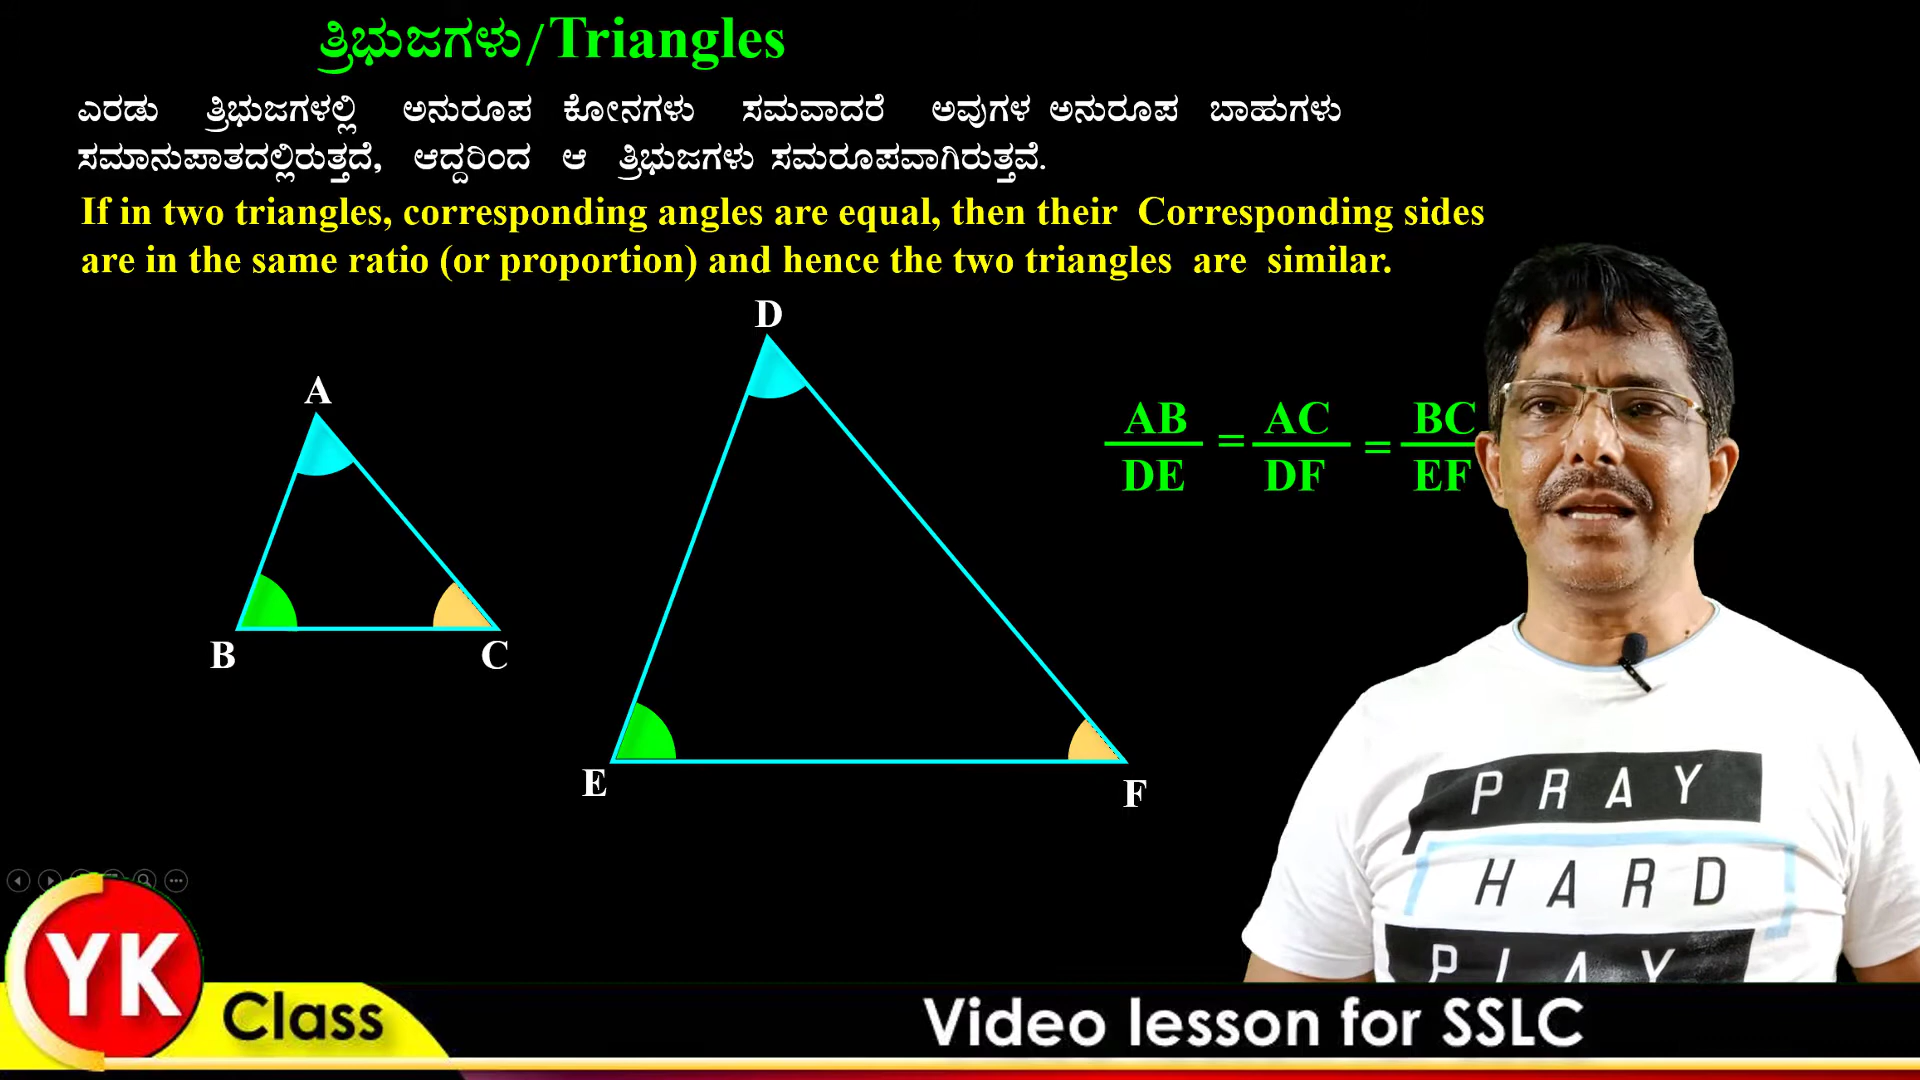 ತ್ರಿಭುಜಗಳು/Triangles
ಎರಡು ತ್ರಿಭುಜಗಳಲ್ಲಿ ಅನುರೂಪ ಕೋನಗಳು ಸಮವಾದರೆ ಅವುಗಳ ಅನುರೂಪ ಬಾಹುಗಳು
ಸಮಾನುಪಾತದಲ್ಲಿರುತ್ತದೆ, ಆದ್ದರಿಂದ ಆ ತ್ರಿಭುಜಗಳು ಸಮರೂಪವಾಗಿರುತ್ತವೆ.
If in two triangles, corresponding angles are equal, then their Corresponding sides
are in the same ratio (or proportion) and hence the two triangles are similar.
D
A
AB = AC = BC
DE DF EF
B C
E F
PRAY
HARD
PLAY
YK
Class
Video lesson for SSLC